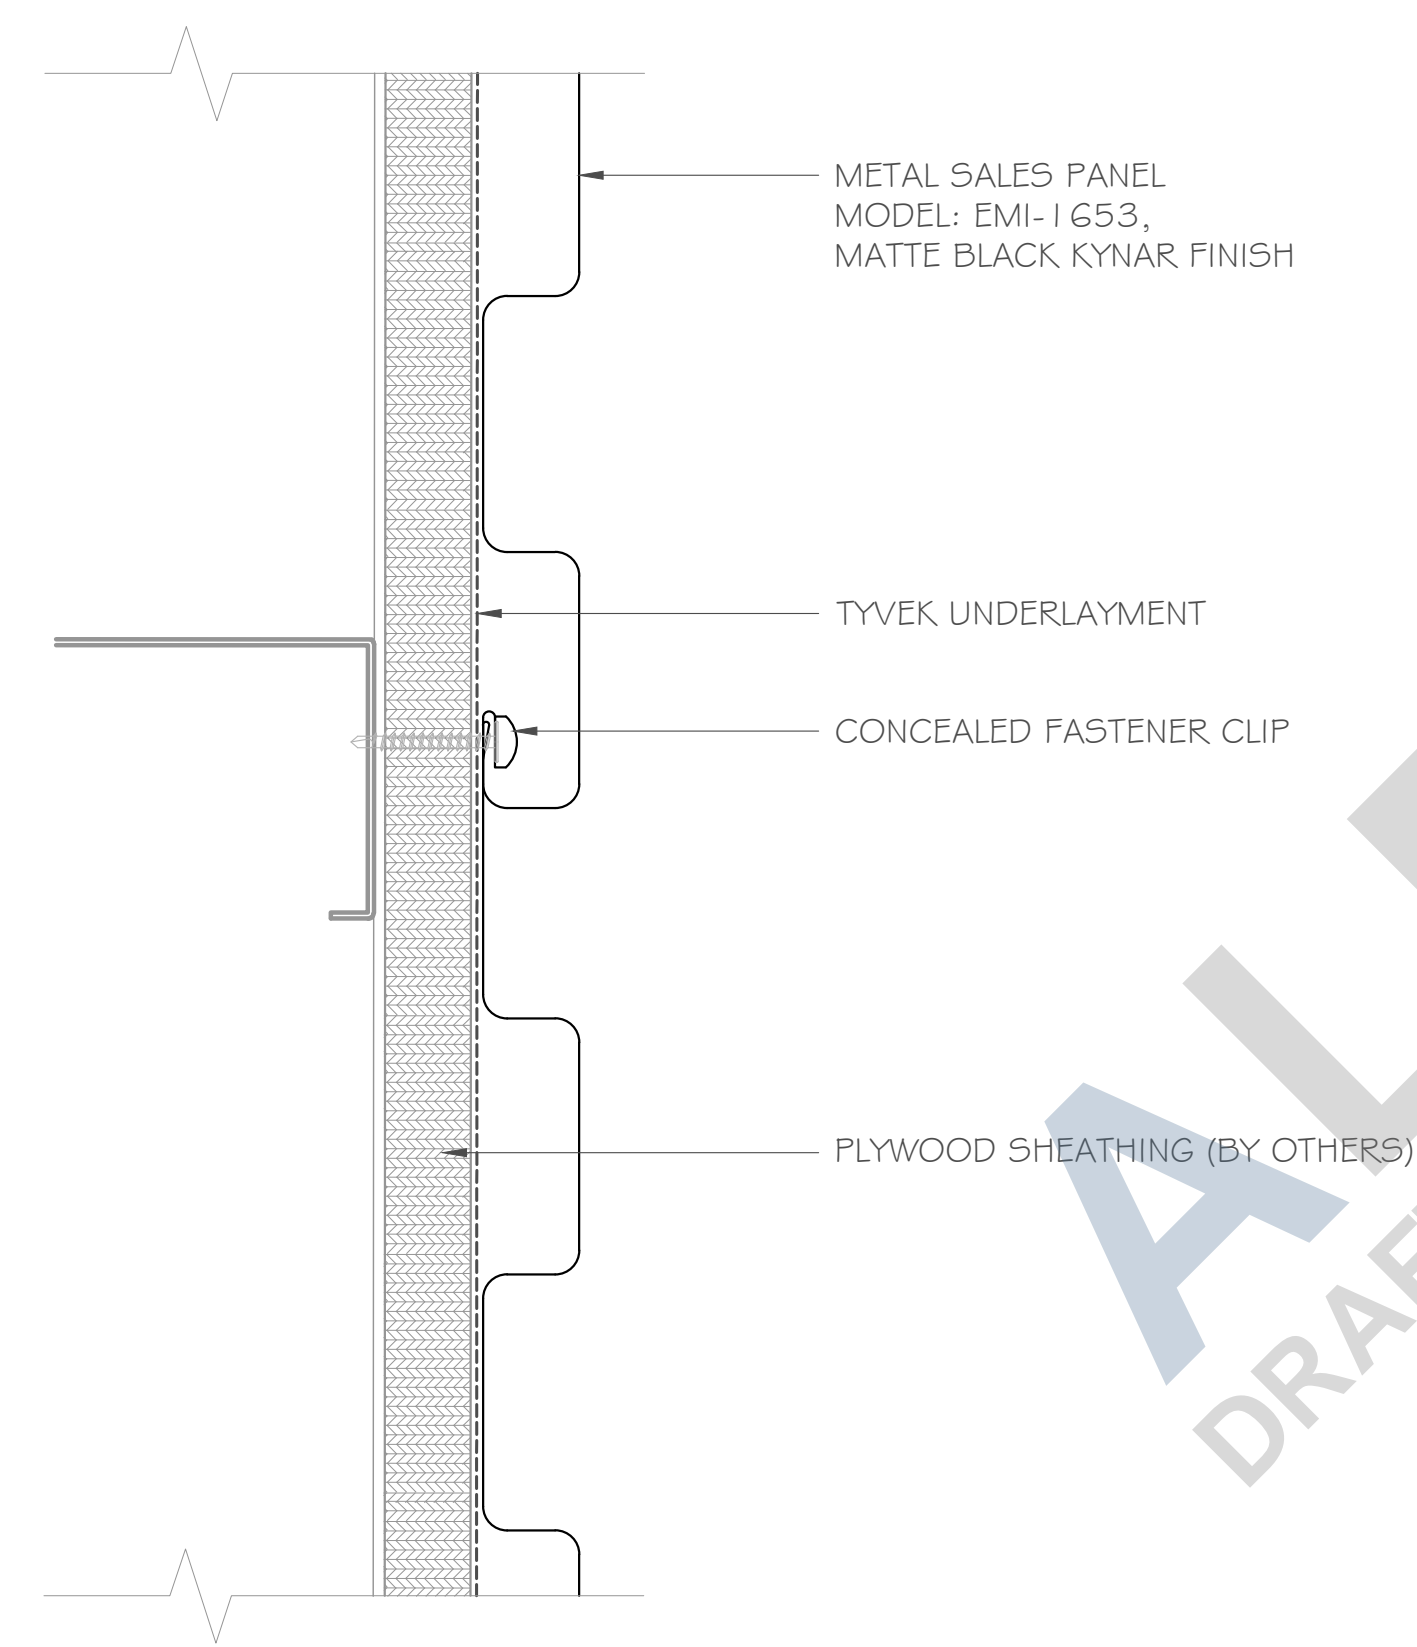 METAL SALES PANEL
MODEL: EMI-1653,
MATTE BLACK KYNAR FINISH
TYVEK UNDERLAYMENT
CONCEALED FASTENER CLIP
PLYWOOD SHEATHING (BY OTHERS)